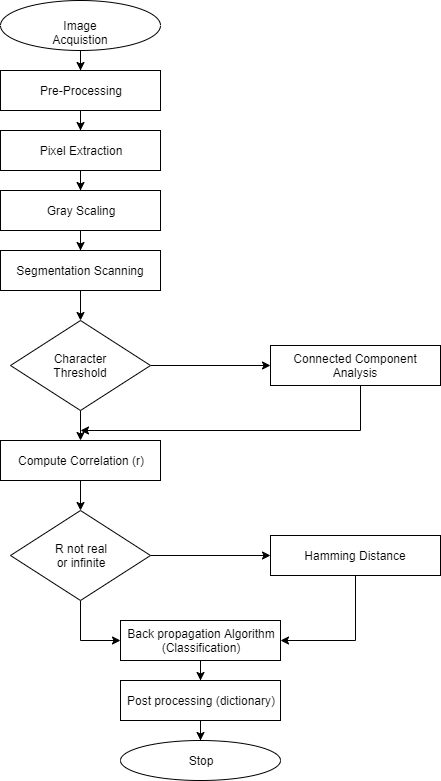 Image
Acquistion
Pre-Processing
Pixel Extraction
Gray Scaling
Segmentation Scanning
Character
Threshold
Connected Component
Analysis
Compute Correlation (r)
R not real
or infinite
Hamming Distance
Back propagation Algorithm
(Classification)
Post processing (dictionary)
Stop